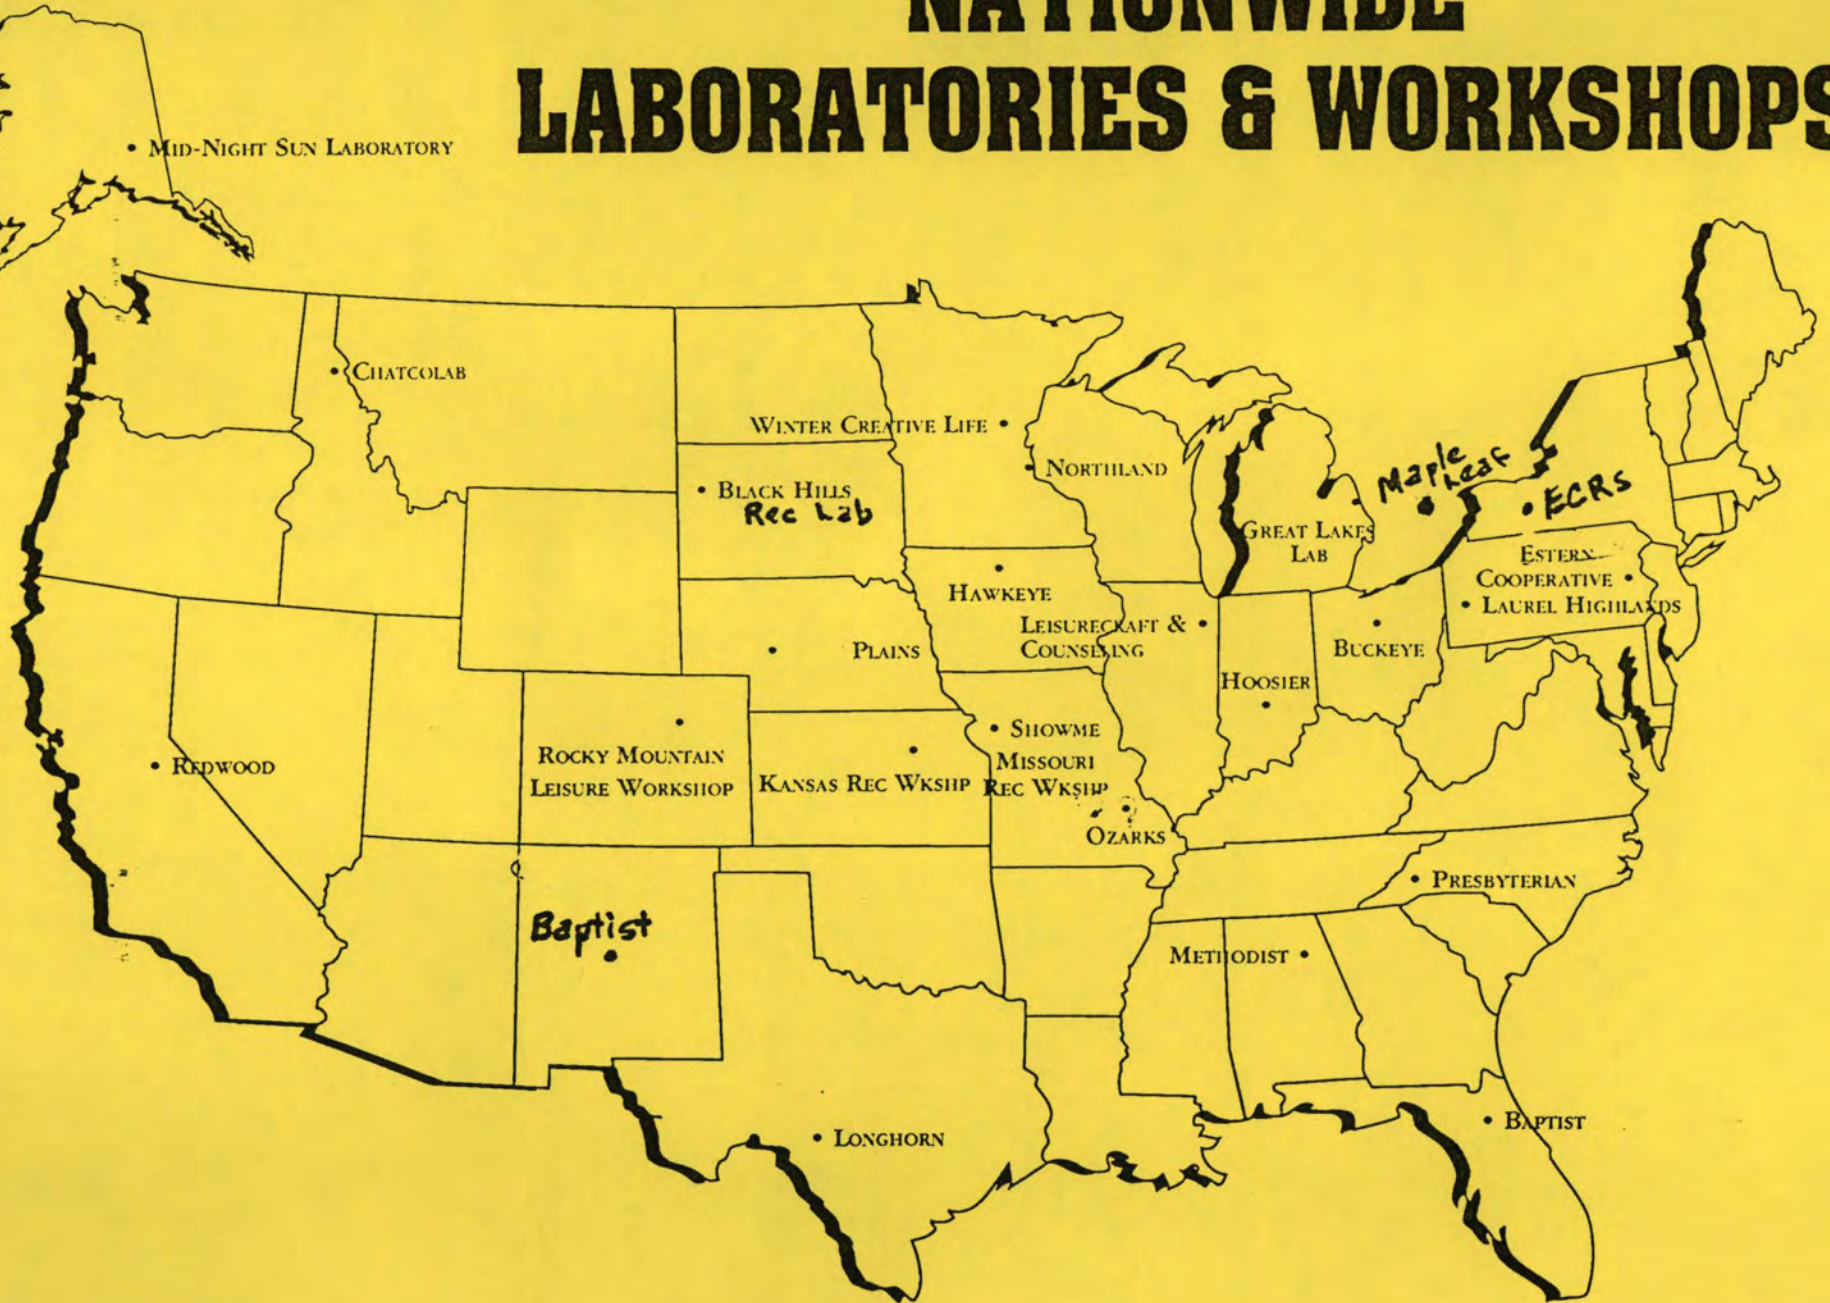 NATIONWIDE
LABORATORIES & WORKSHOPS
MID-NIGHT SUN LABORATORY
CHATCOLAB
WINTER CREATIVE LIFE
NORTHLAND
BLACK HILLS
Rec Lab
Maple
Leaf
ECRS
GREAT LAKES
LAB
ESTERN
COOPERATIVE
LAUREL HIGHLANDS
HAWKEYE
LEISURECRAFT &
COUNSELING
BUCKEYE
PLAINS
HOOSIER
REDWOOD
ROCKY MOUNTAIN
LEISURE WORKSHOP
KANSAS REC WKSHP
SHOWME
MISSOURI
REC WKSHP
OZARKS
PRESBYTERIAN
Baptist
METHODIST
LONGHORN
BAPTIST